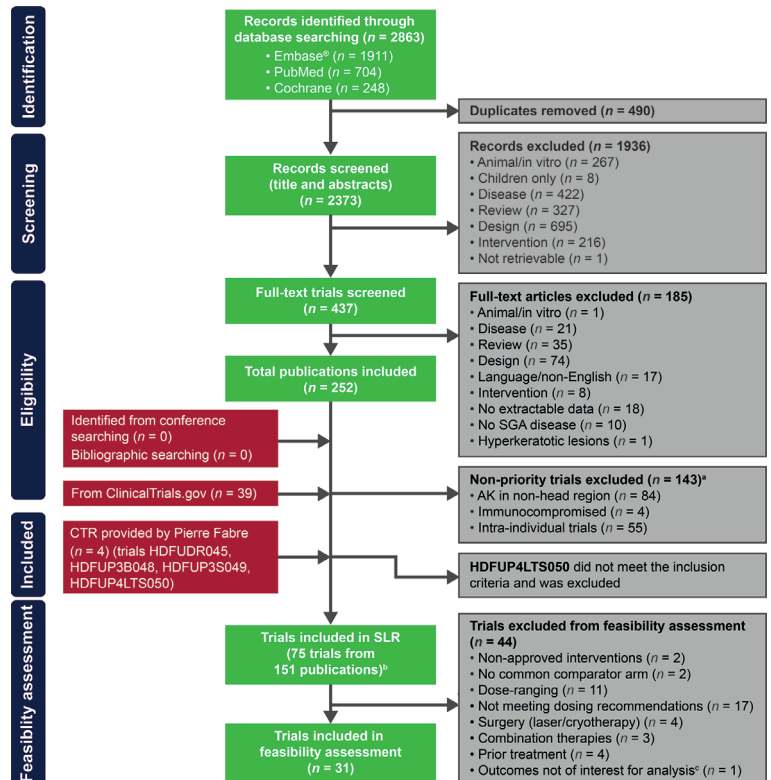 Identification
Records identified through
database searching (n = 2863)
• Embase® (n = 1911)
• PubMed (n = 704)
• Cochrane (n = 248)
Duplicates removed (n = 490)
Screening
Records screened
(title and abstracts)
(n = 2373)
Records excluded (n = 1936)
• Animal/in vitro (n = 267)
• Children only (n = 8)
• Disease (n = 422)
• Review (n = 327)
• Design (n = 695)
• Intervention (n = 216)
• Not retrievable (n = 1)
Eligibility
Full-text trials screened
(n = 437)
Full-text articles excluded (n = 185)
• Animal/in vitro (n = 1)
• Disease (n = 21)
• Review (n = 35)
• Design (n = 74)
• Language/non-English (n = 17)
• Intervention (n = 8)
• No extractable data (n = 18)
• No SGA disease (n = 10)
• Hyperkeratotic lesions (n = 1)
Total publications included
(n = 252)
Identified from conference
searching (n = 0)
Bibliographic searching (n = 0)
From ClinicalTrials.gov (n = 39)
Non-priority trials excluded (n = 143)ᵃ
• AK in non-head region (n = 84)
• Immunocompromised (n = 4)
• Intra-individual trials (n = 55)
Included
CTR provided by Pierre Fabre
(n = 4) (trials HDFUDR045,
HDFUP3B048, HDFUP3S049,
HDFUP4LTS050)
HDFUP4LTS050 did not meet the inclusion
criteria and was excluded
Feasiblity assessment
Trials included in SLR
(75 trials from
151 publications)ᵇ
Trials excluded from feasibility assessment
(n = 44)
• Non-approved interventions (n = 2)
• No common comparator arm (n = 2)
• Dose-ranging (n = 11)
• Not meeting dosing recommendations (n = 17)
• Surgery (laser/cryotherapy) (n = 4)
• Combination therapies (n = 3)
• Prior treatment (n = 4)
• Outcomes not of interest for analysisᶜ (n = 1)
Trials included in
feasibility assessment
(n = 31)